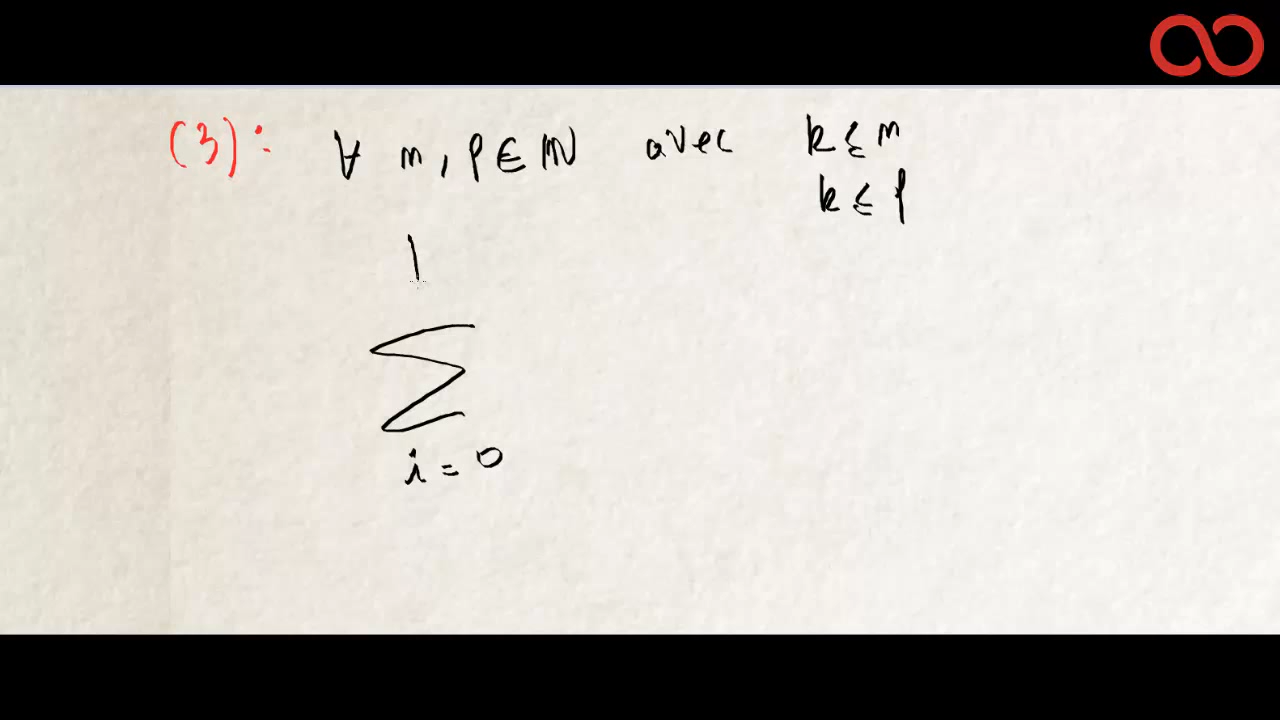 (3): ∀ n, p ∈ ℕ avec k ≤ n
k ≤ p
∑
i = 0